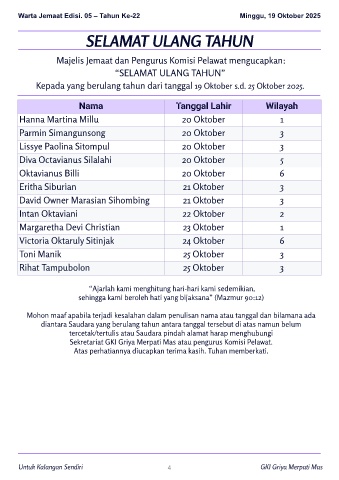 Warta Jemaat Edisi. 05 – Tahun Ke-22 Minggu, 19 Oktober 2025
SELAMAT ULANG TAHUN
Majelis Jemaat dan Pengurus Komisi Pelawat mengucapkan:
“SELAMAT ULANG TAHUN”
Kepada yang berulang tahun dari tanggal 19 Oktober s.d. 25 Oktober 2025.
Nama Tanggal Lahir Wilayah
Hanna Martina Millu 20 Oktober 1
Parmin Simangungsong 20 Oktober 3
Lissye Paolina Sitompul 20 Oktober 3
Diva Octavianus Silalahi 20 Oktober 5
Oktavianus Billi 20 Oktober 6
Eritha Siburian 21 Oktober 3
David Owner Marasian Sihombing 21 Oktober 3
Intan Oktaviani 22 Oktober 2
Margaretha Devi Christian 23 Oktober 1
Victoria Oktaruly Sitinjak 24 Oktober 6
Toni Manik 25 Oktober 3
Rihat Tampubolon 25 Oktober 3
“Ajarlah kami menghitung hari-hari kami sedemikian,
sehingga kami beroleh hati yang bijaksana” (Mazmur 90:12)
Mohon maaf apabila terjadi kesalahan dalam penulisan nama atau tanggal dan bilamana ada
diantara Saudara yang berulang tahun antara tanggal tersebut di atas namun belum
tercetak/tertulis atau Saudara pindah alamat harap menghubungi
Sekretariat GKI Griya Merpati Mas atau pengurus Komisi Pelawat.
Atas perhatiannya diucapkan terima kasih. Tuhan memberkati.
Untuk Kalangan Sendiri 4 GKI Griya Merpati Mas